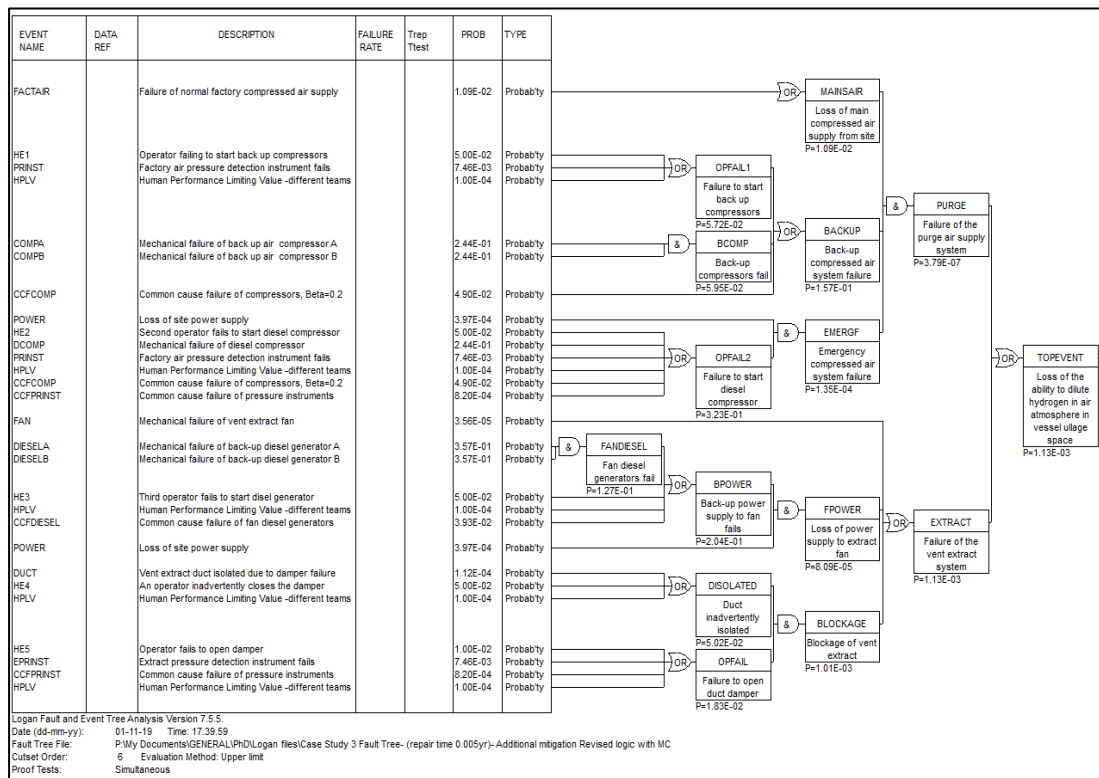 EVENT NAME DATA REF DESCRIPTION FAILURE RATE Trep Ttest PROB TYPE
FACTAIR Failure of normal factory compressed air supply 1.09E-02 Probab'ty
HE1 Operator failing to start back up compressors 5.00E-02 Probab'ty
PRINST Factory air pressure detection instrument fails 7.46E-03 Probab'ty
HPLV Human Performance Limiting Value -different teams 1.00E-04 Probab'ty
COMPA Mechanical failure of back up air compressor A 2.44E-01 Probab'ty
COMPB Mechanical failure of back up air compressor B 2.44E-01 Probab'ty
CCFCOMP Common cause failure of compressors, Beta=0.2 4.90E-02 Probab'ty
POWER Loss of site power supply 3.97E-04 Probab'ty
HE2 Second operator fails to start diesel compressor 5.00E-02 Probab'ty
DCOMP Mechanical failure of diesel compressor 2.44E-01 Probab'ty
PRINST Factory air pressure detection instrument fails 7.46E-03 Probab'ty
HPLV Human Performance Limiting Value -different teams 1.00E-04 Probab'ty
CCFCOMP Common cause failure of compressors, Beta=0.2 4.90E-02 Probab'ty
CCFPRINST Common cause failure of pressure instruments 8.20E-04 Probab'ty
FAN Mechanical failure of vent extract fan 3.56E-05 Probab'ty
DIESELA Mechanical failure of back-up diesel generator A 3.57E-01 Probab'ty
DIESELB Mechanical failure of back-up diesel generator B 3.57E-01 Probab'ty
HE3 Third operator fails to start disel generator 5.00E-02 Probab'ty
HPLV Human Performance Limiting Value -different teams 1.00E-04 Probab'ty
CCFDIESEL Common cause failure of fan diesel generators 3.93E-02 Probab'ty
POWER Loss of site power supply 3.97E-04 Probab'ty
DUCT Vent extract duct isolated due to damper failure 1.12E-04 Probab'ty
HE4 An operator inadvertently closes the damper 5.00E-02 Probab'ty
HPLV Human Performance Limiting Value -different teams 1.00E-04 Probab'ty
HE5 Operator fails to open damper 1.00E-02 Probab'ty
EPRINST Extract pressure detection instrument fails 7.46E-03 Probab'ty
CCFPRINST Common cause failure of pressure instruments 8.20E-04 Probab'ty
HPLV Human Performance Limiting Value -different teams 1.00E-04 Probab'ty
OR
MAINSAIR
Loss of main
compressed air
supply from site
P=1.09E-02
OR
OPFAIL1
Failure to start
back up
compressors
P=5.72E-02
&
BCOMP
Back-up
compressors fail
P=5.95E-02
OR
BACKUP
Back-up
compressed air
system failure
P=1.57E-01
&
PURGE
Failure of the
purge air supply
system
P=3.79E-07
&
EMERGF
Emergency
compressed air
system failure
P=1.35E-04
OR
OPFAIL2
Failure to start
diesel
compressor
P=3.23E-01
OR
TOPEVENT
Loss of the
ability to dilute
hydrogen in air
atmosphere in
vessel ullage
space
P=1.13E-03
&
FANDIESEL
Fan diesel
generators fail
P=1.27E-01
OR
BPOWER
Back-up power
supply to fan
fails
P=2.04E-01
&
FPOWER
Loss of power
supply to extract
fan
P=8.09E-05
OR
EXTRACT
Failure of the
vent extract
system
P=1.13E-03
OR
DISOLATED
Duct
inadvertently
isolated
P=5.02E-02
&
BLOCKAGE
Blockage of vent
extract
P=1.01E-03
OR
OPFAIL
Failure to open
duct damper
P=1.83E-02
Logan Fault and Event Tree Analysis Version 7.5.5.
Date (dd-mm-yy): 01-11-19 Time: 17.39.59
Fault Tree File: P:\My Documents\GENERAL\PhD\Logan files\Case Study 3 Fault Tree- (repair time 0.005yr)- Additional mitigation Revised logic with MC
Cutset Order: 6 Evaluation Method: Upper limit
Proof Tests: Simultaneous